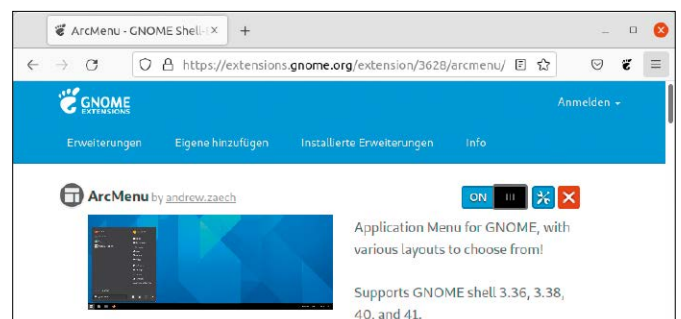 ArcMenu - GNOME Shell-E
https://extensions.gnome.org/extension/3628/arcmenu/
GNOME
EXTENSIONS
Anmelden
Erweiterungen Eigene hinzufügen Installierte Erweiterungen Info
ArcMenu by andrew.zaech
ON
Application Menu for GNOME, with
various layouts to choose from!
Supports GNOME shell 3.36, 3.38,
40, and 41.